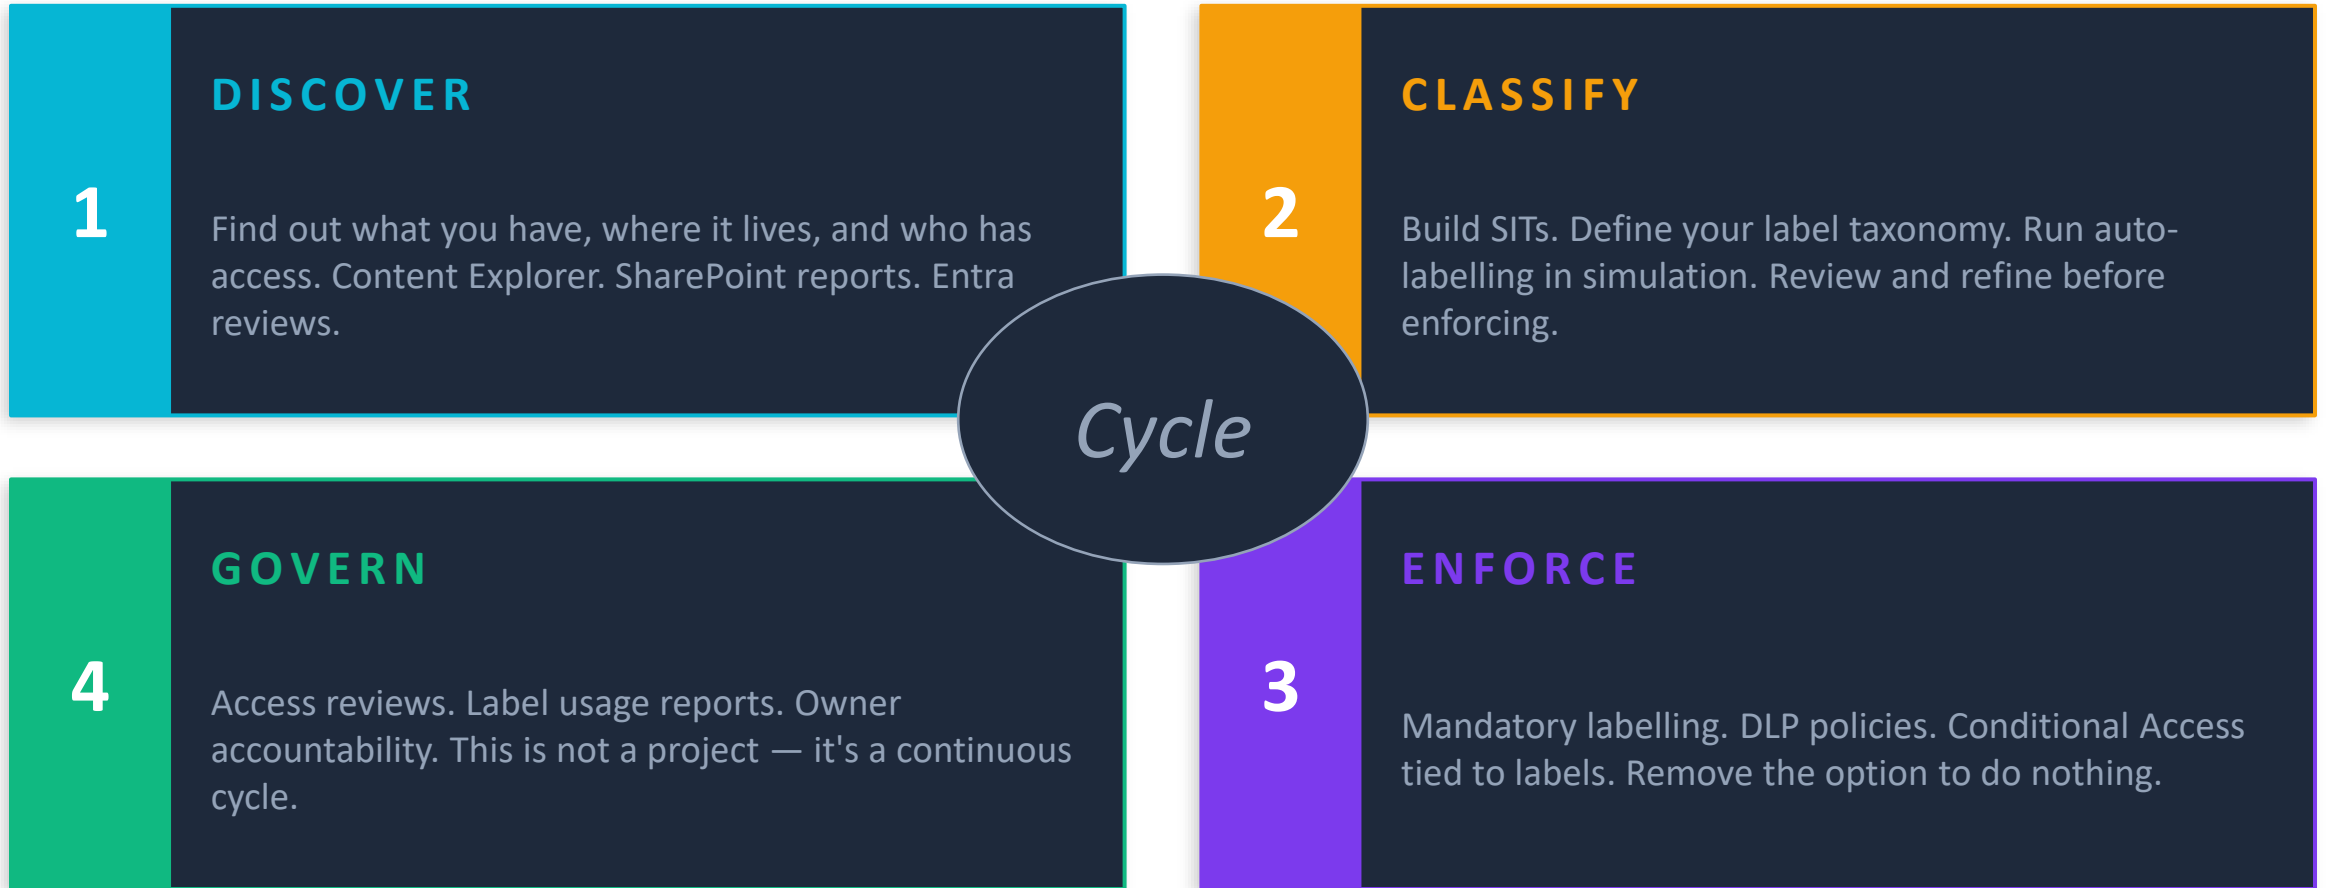 1
DISCOVER
Find out what you have, where it lives, and who has
access. Content Explorer. SharePoint reports. Entra
reviews.
2
CLASSIFY
Build SITs. Define your label taxonomy. Run auto-
labelling in simulation. Review and refine before
enforcing.
Cycle
4
GOVERN
Access reviews. Label usage reports. Owner
accountability. This is not a project — it's a continuous
cycle.
3
ENFORCE
Mandatory labelling. DLP policies. Conditional Access
tied to labels. Remove the option to do nothing.